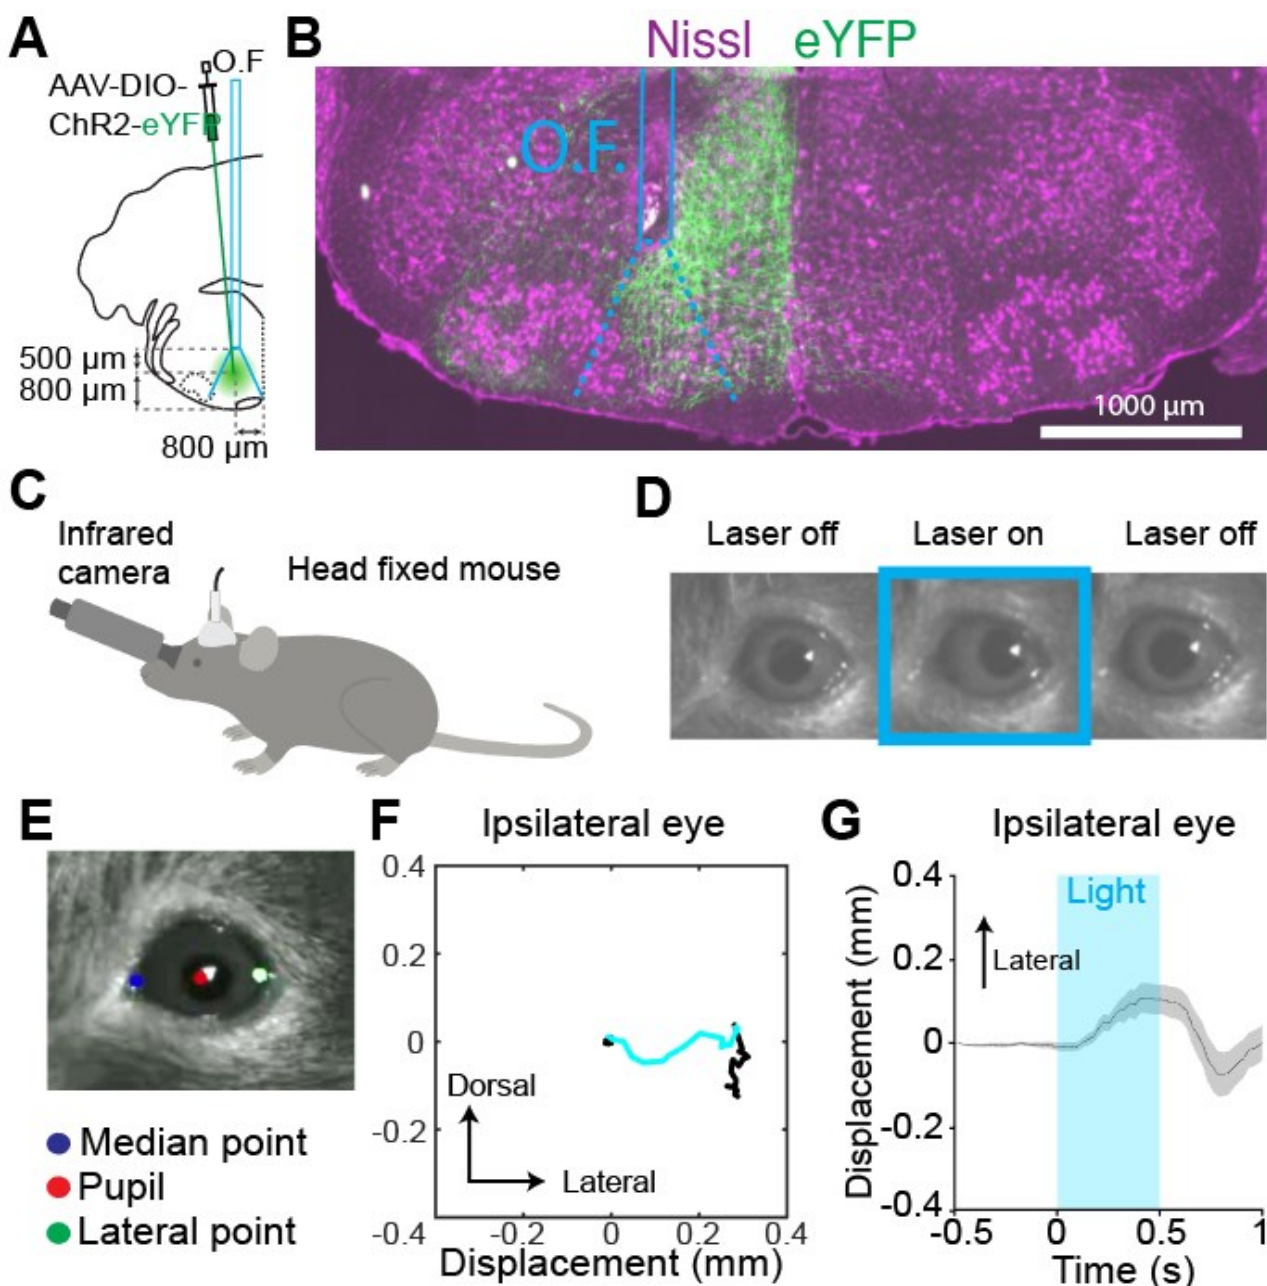 A
O.F
AAV-DIO-
ChR2-eYFP
500 µm
800 µm
800 µm
B
Nissl eYFP
O.F.
1000 µm
C
Infrared
camera
Head fixed mouse
D
Laser off Laser on Laser off
E
Median point
Pupil
Lateral point
F
Ipsilateral eye
0.4
0.2
0
-0.2
-0.4
Dorsal
Lateral
-0.2 0 0.2 0.4
Displacement (mm)
G
Ipsilateral eye
Displacement (mm)
0.4
0.2
0
-0.2
-0.4
Light
Lateral
-0.5 0 0.5 1
Time (s)